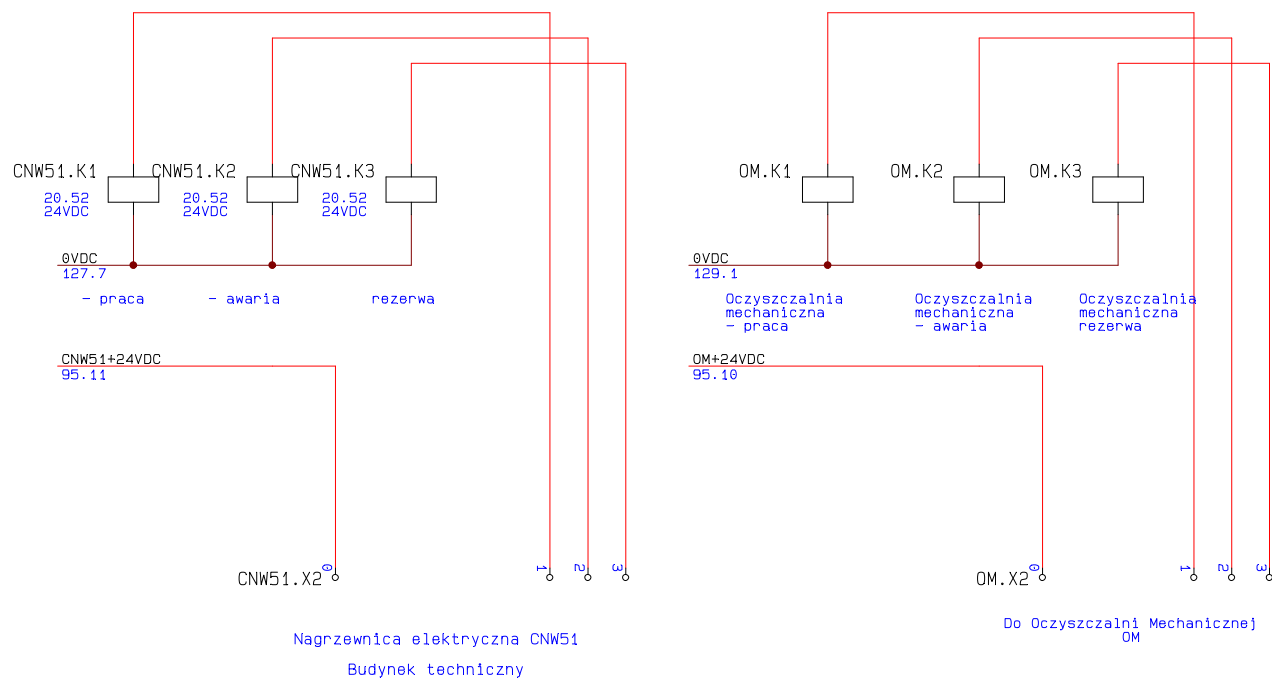 CNW51.K1
20.52
24VDC
CNW51.K2
20.52
24VDC
CNW51.K3
20.52
24VDC
0VDC
127.7
- praca
- awaria
rezerwa
CNW51+24VDC
95.11
CNW51.X2
0
1
2
3
Nagrzewnica elektryczna CNW51
Budynek techniczny
OM.K1
OM.K2
OM.K3
0VDC
129.1
Oczyszczalnia
mechaniczna
- praca
Oczyszczalnia
mechaniczna
- awaria
Oczyszczalnia
mechaniczna
rezerwa
OM+24VDC
95.10
OM.X2
0
1
2
3
Do Oczyszczalni Mechanicznej
OM